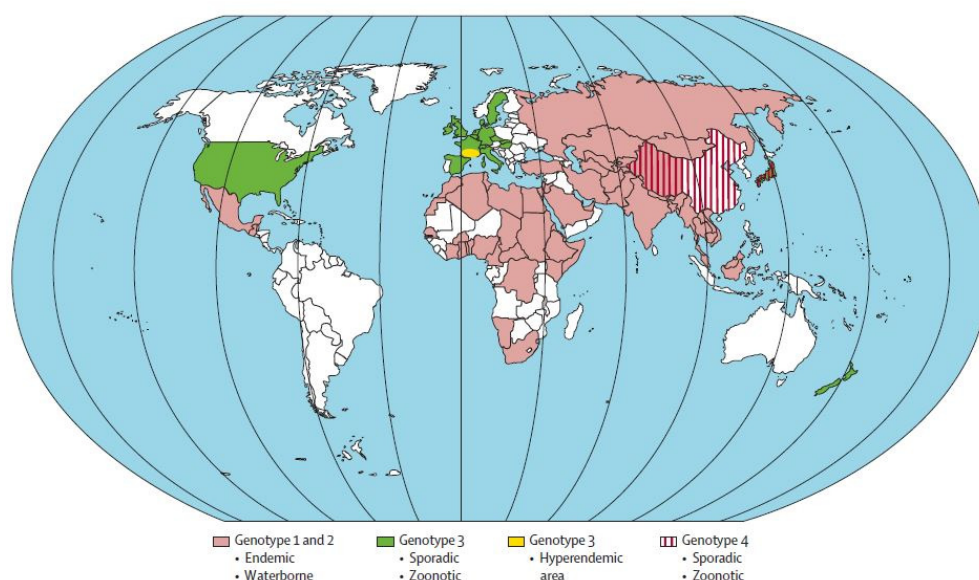 Genotype 1 and 2
• Endemic
• Waterborne
Genotype 3
• Sporadic
• Zoonotic
Genotype 3
• Hyperendemic
area
Genotype 4
• Sporadic
• Zoonotic